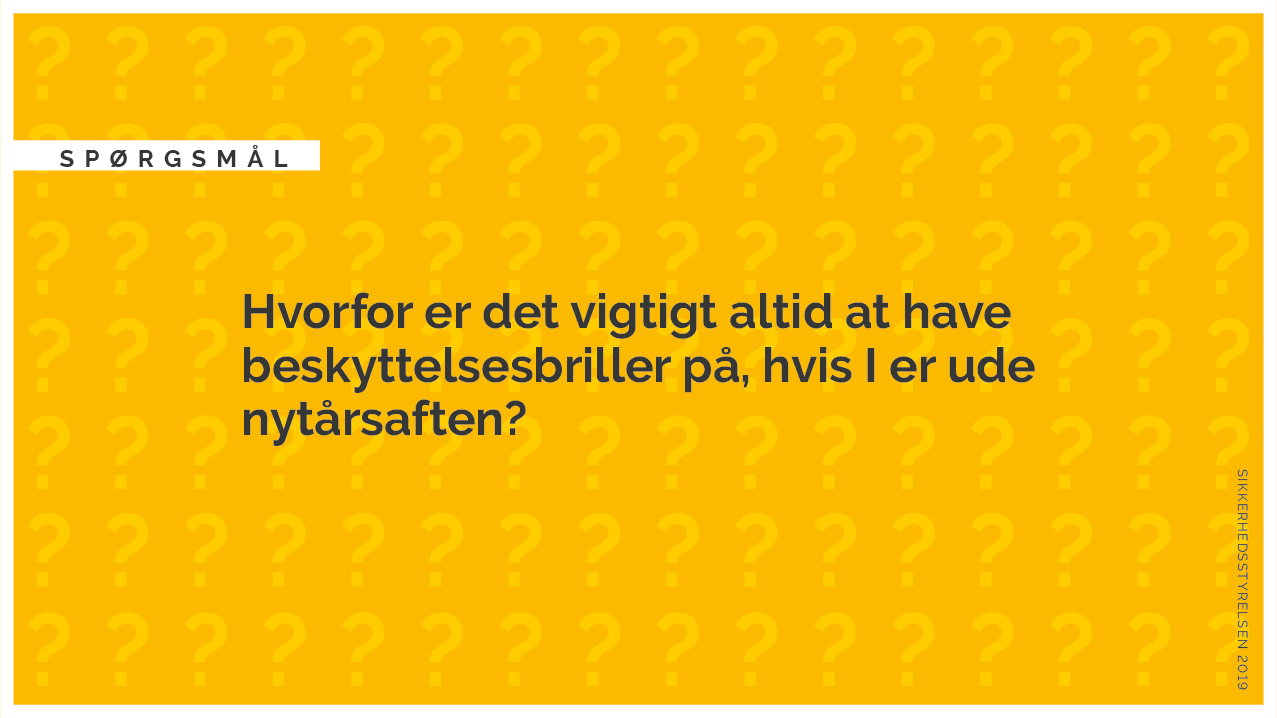 SPØRGSMÅL
Hvorfor er det vigtigt altid at have
beskyttelsesbriller på, hvis I er ude
nytårsaften?
SIKKERHEDSSTYRELSEN 2019